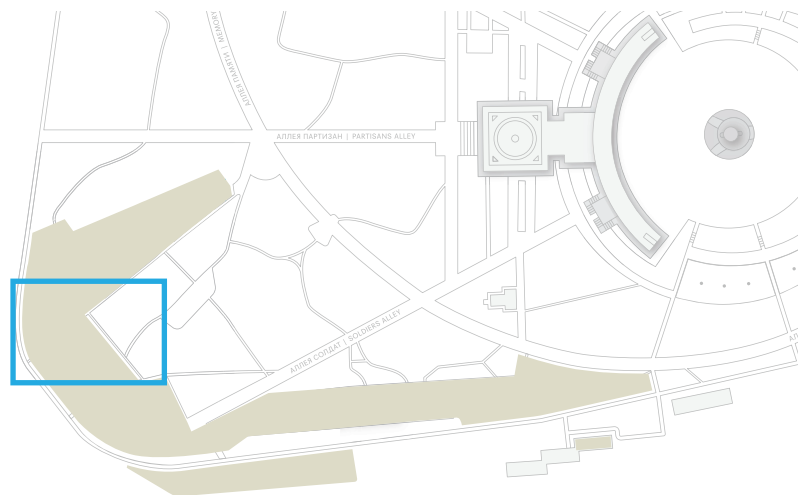 АЛЛЕЯ ПАМЯТИ | MEMORY
АЛЛЕЯ ПАРТИЗАН | PARTISANS ALLEY
АЛЛЕЯ СОЛДАТ | SOLDIERS ALLEY